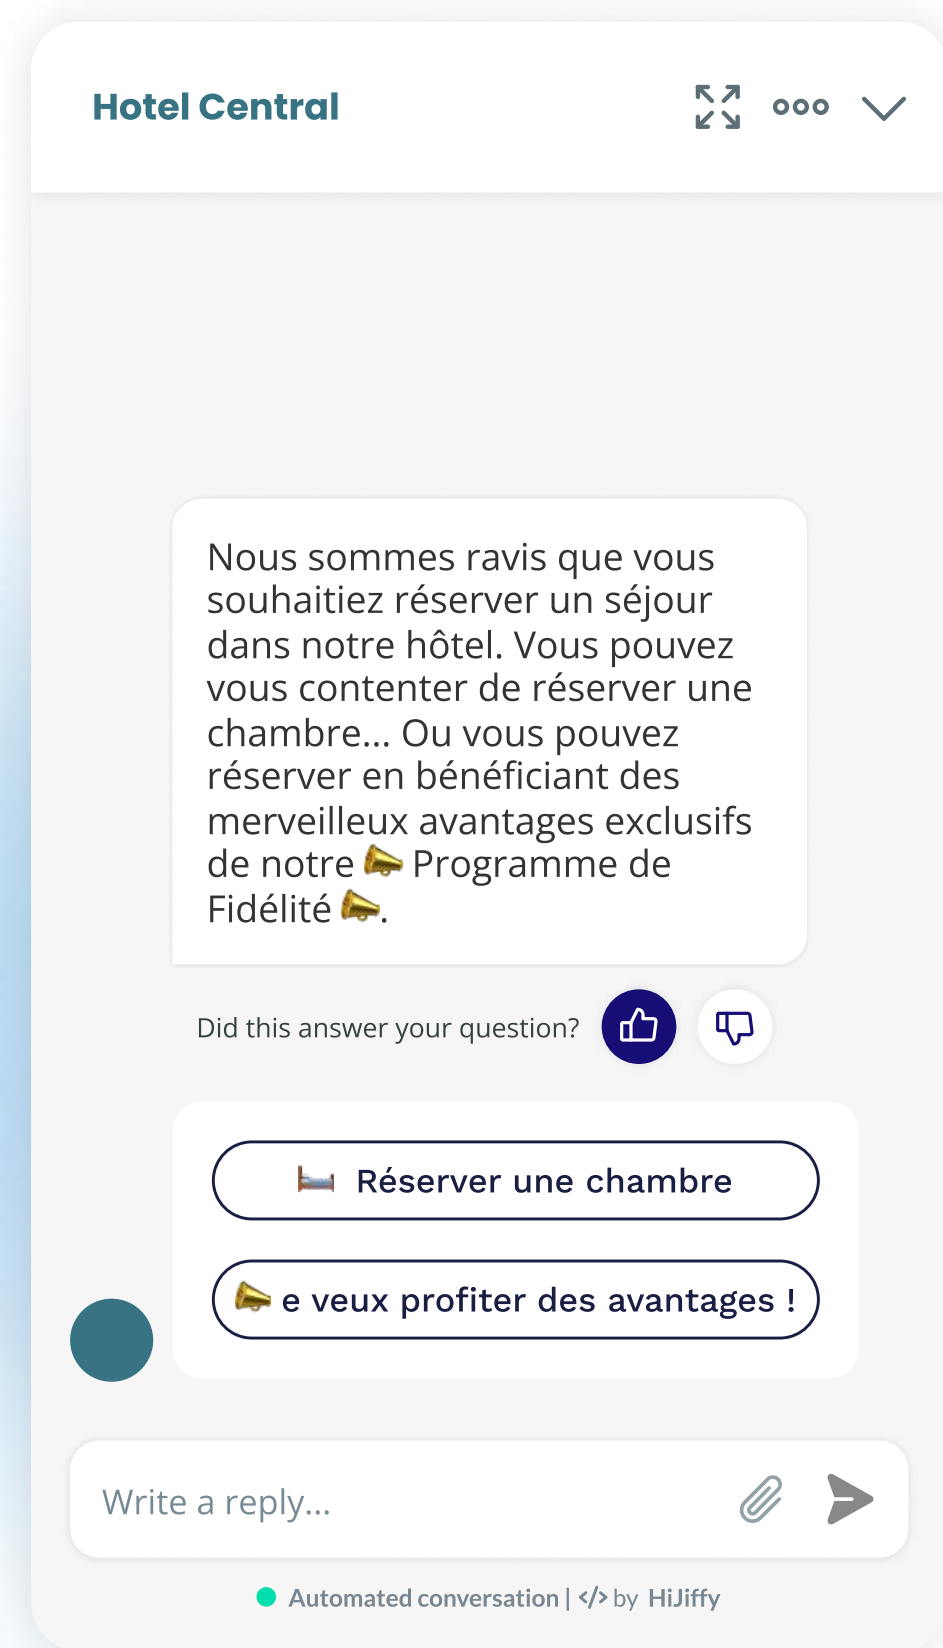 Hotel Central
Nous sommes ravis que vous
souhaitiez réserver un séjour
dans notre hôtel. Vous pouvez
vous contenter de réserver une
chambre... Ou vous pouvez
réserver en bénéficiant des
merveilleux avantages exclusifs
de notre 📣 Programme de
Fidélité 📣.
Did this answer your question?
🛏️ Réserver une chambre
📣 e veux profiter des avantages !
Write a reply...
Automated conversation | </> by HiJiffy